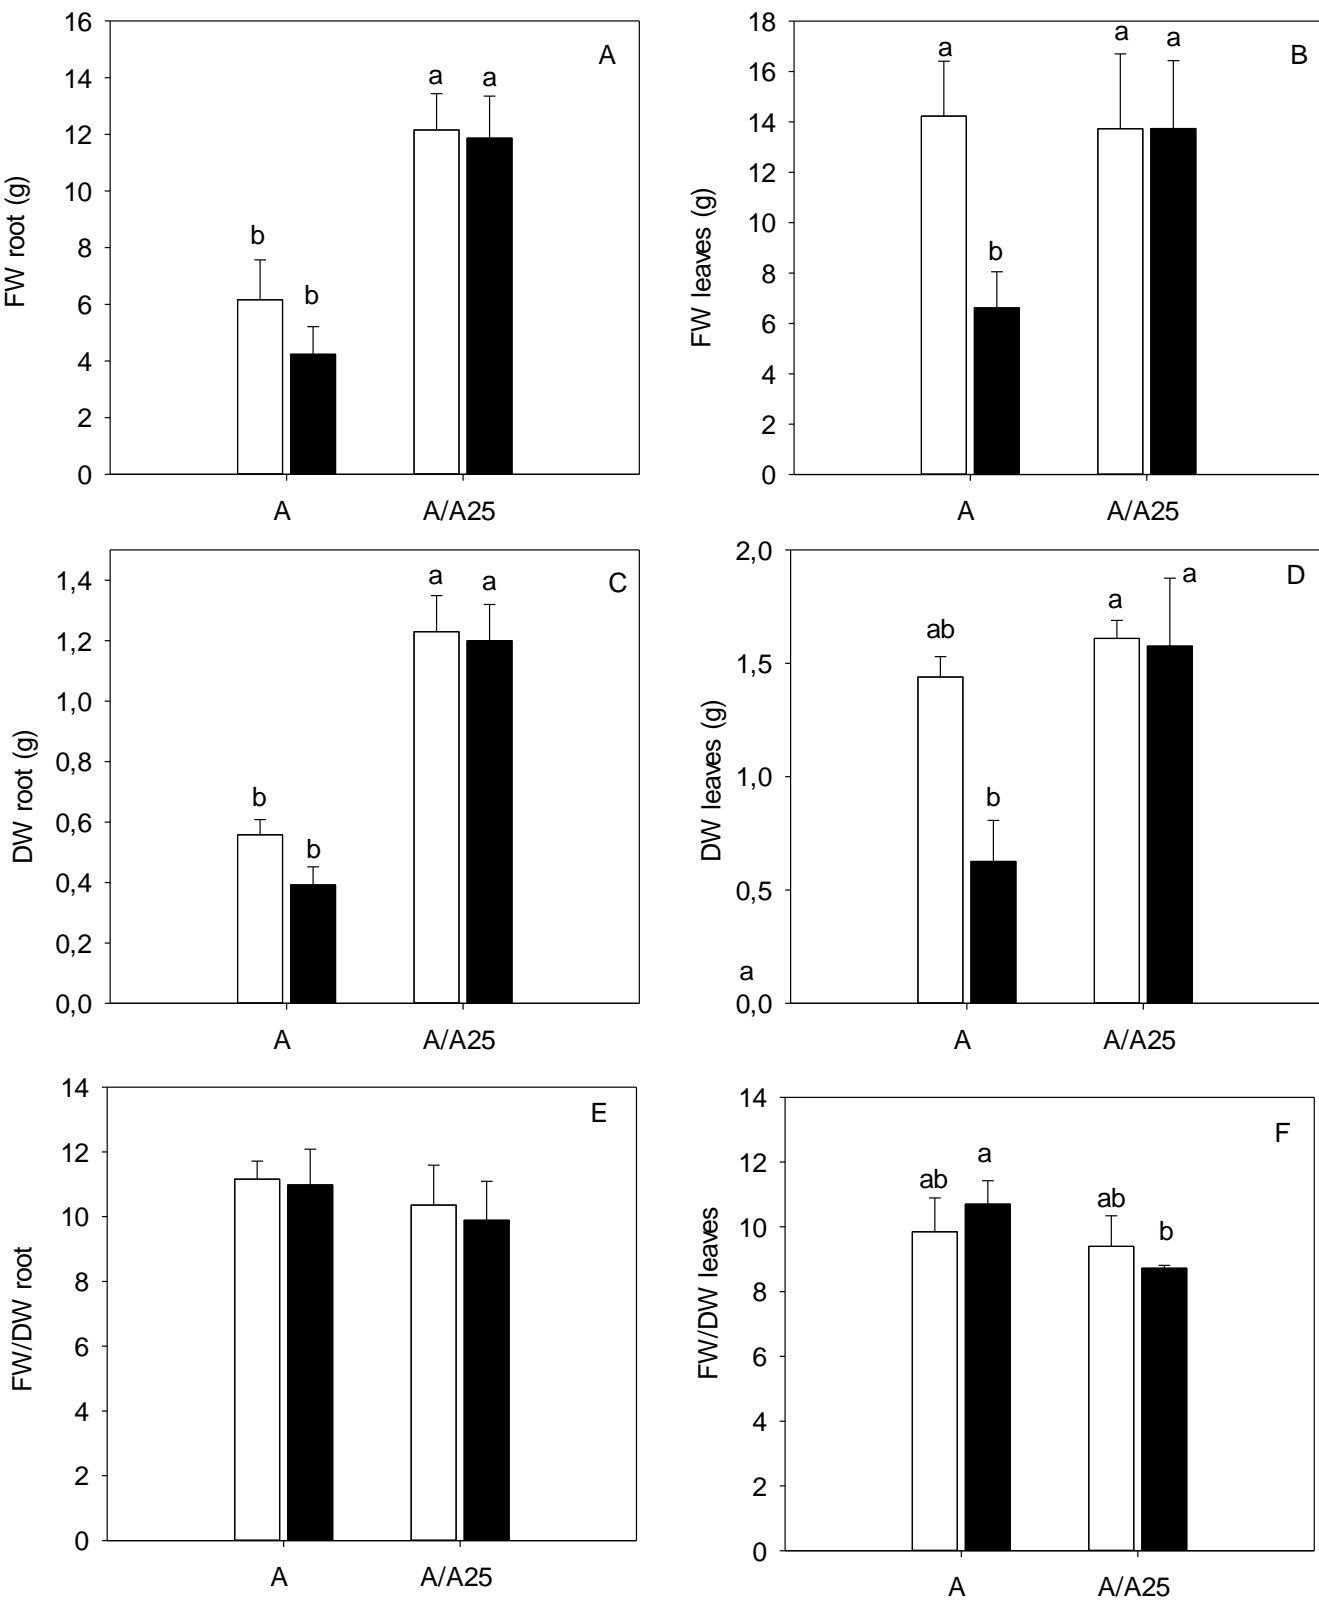 A
FW root (g)
16
14
12
10
8
6
4
2
0
b
b
a
a
A
A/A25
B
FW leaves (g)
18
16
14
12
10
8
6
4
2
0
a
b
a
a
A
A/A25
C
DW root (g)
1,4
1,2
1,0
0,8
0,6
0,4
0,2
0,0
b
b
a
a
A
A/A25
D
DW leaves (g)
2,0
1,5
1,0
0,5
a
0,0
ab
b
a
a
A
A/A25
E
FW/DW root
14
12
10
8
6
4
2
0
A
A/A25
F
FW/DW leaves
14
12
10
8
6
4
2
0
ab
a
ab
b
A
A/A25